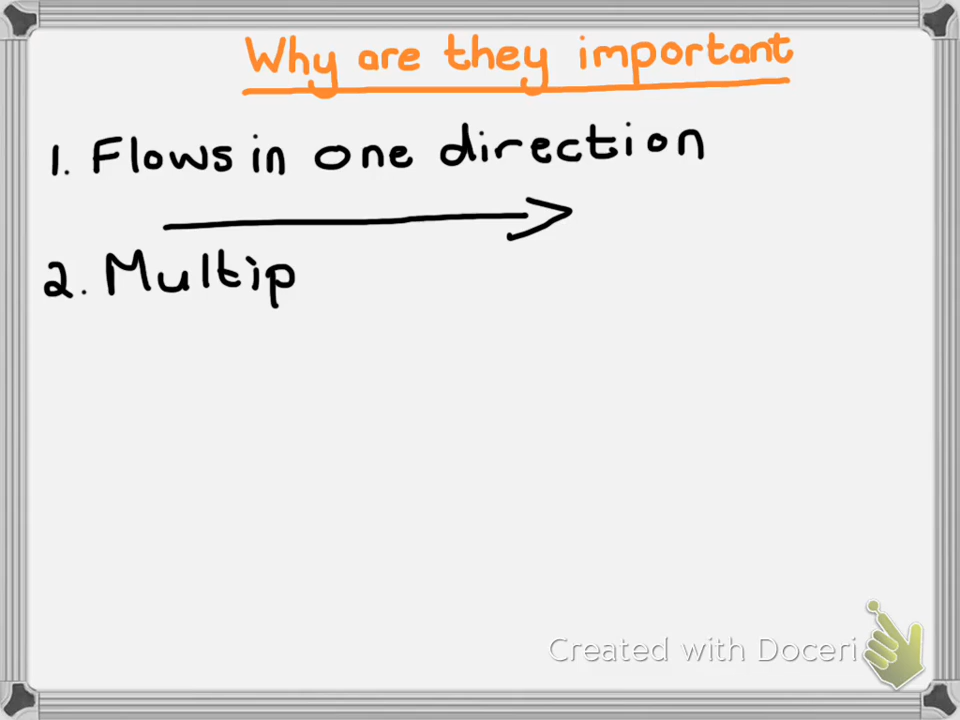 Why are they important
1. Flows in one direction
2. Multip
Created with Doceri